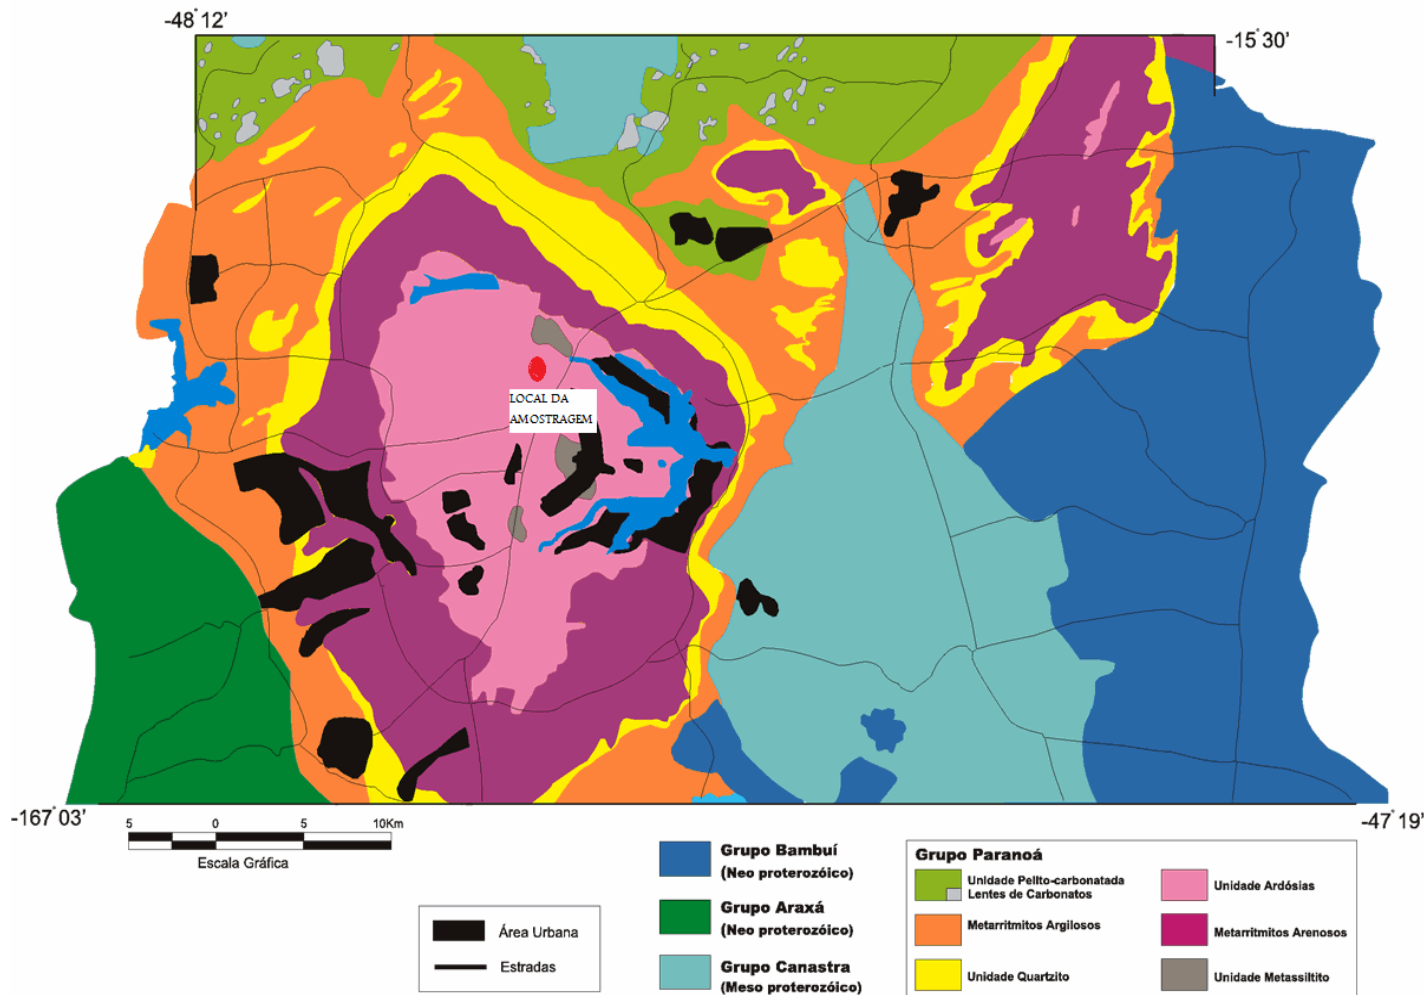 -48°12’
-15°30’
LOCAL DA
AMOSTRAGEM
-167°03’
-47°19’
5 0 5 10Km
Escala Gráfica
Área Urbana
Estradas
Grupo Bambuí
(Neo proterozóico)
Grupo Araxá
(Neo proterozóico)
Grupo Canastra
(Meso proterozóico)
Grupo Paranoá
Unidade Pelito-carbonatada
Lentes de Carbonatos
Metarritmitos Argilosos
Unidade Quartzito
Unidade Ardósias
Metarritmitos Arenosos
Unidade Metassiltito